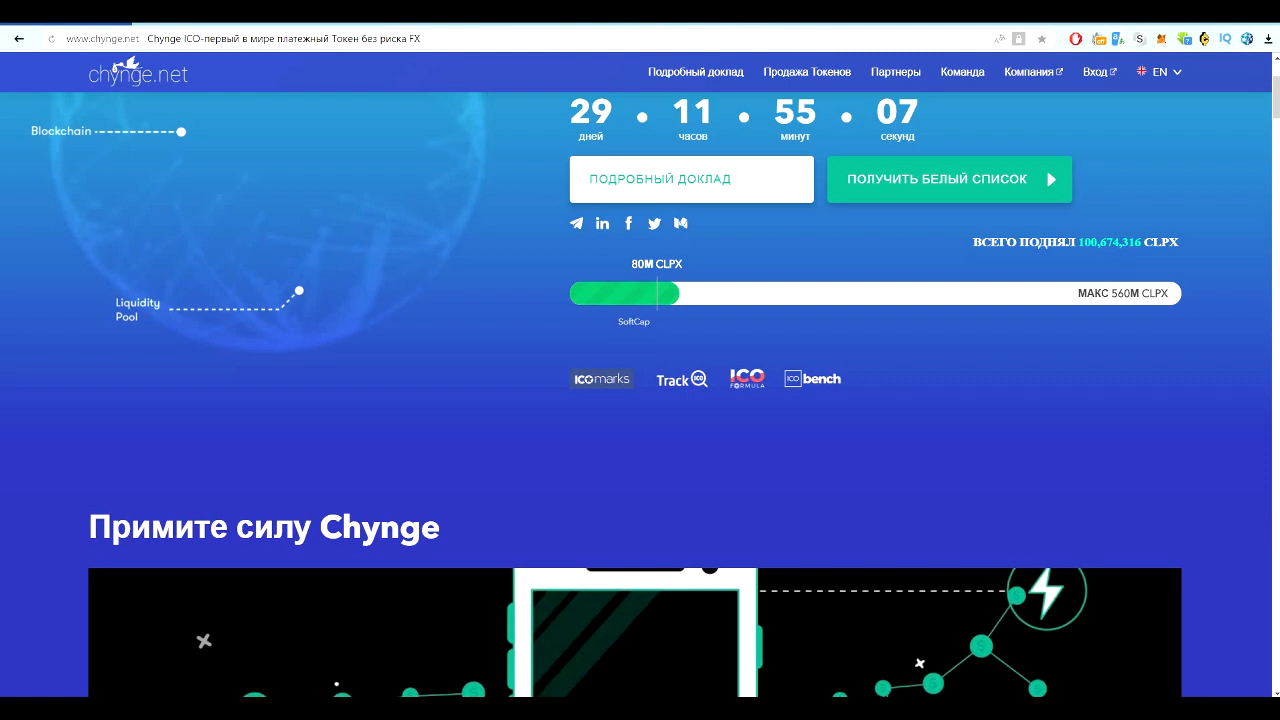 www.chynge.net Chynge ICO-первый в мире платежный Токен без риска FX
chynge.net
Подробный доклад Продажа Токенов Партнеры Команда Компания Вход EN
29 11 55 07
дней часов минут секунд
Blockchain
ПОДРОБНЫЙ ДОКЛАД
ПОЛУЧИТЬ БЕЛЫЙ СПИСОК
ВСЕГО ПОДНЯЛ 100,674,316 CLPX
80M CLPX
МАКС 560M CLPX
Liquidity
Pool
SoftCap
ICOmarks Track ICO ICO FORMULA ICO bench
Примите силу Chynge